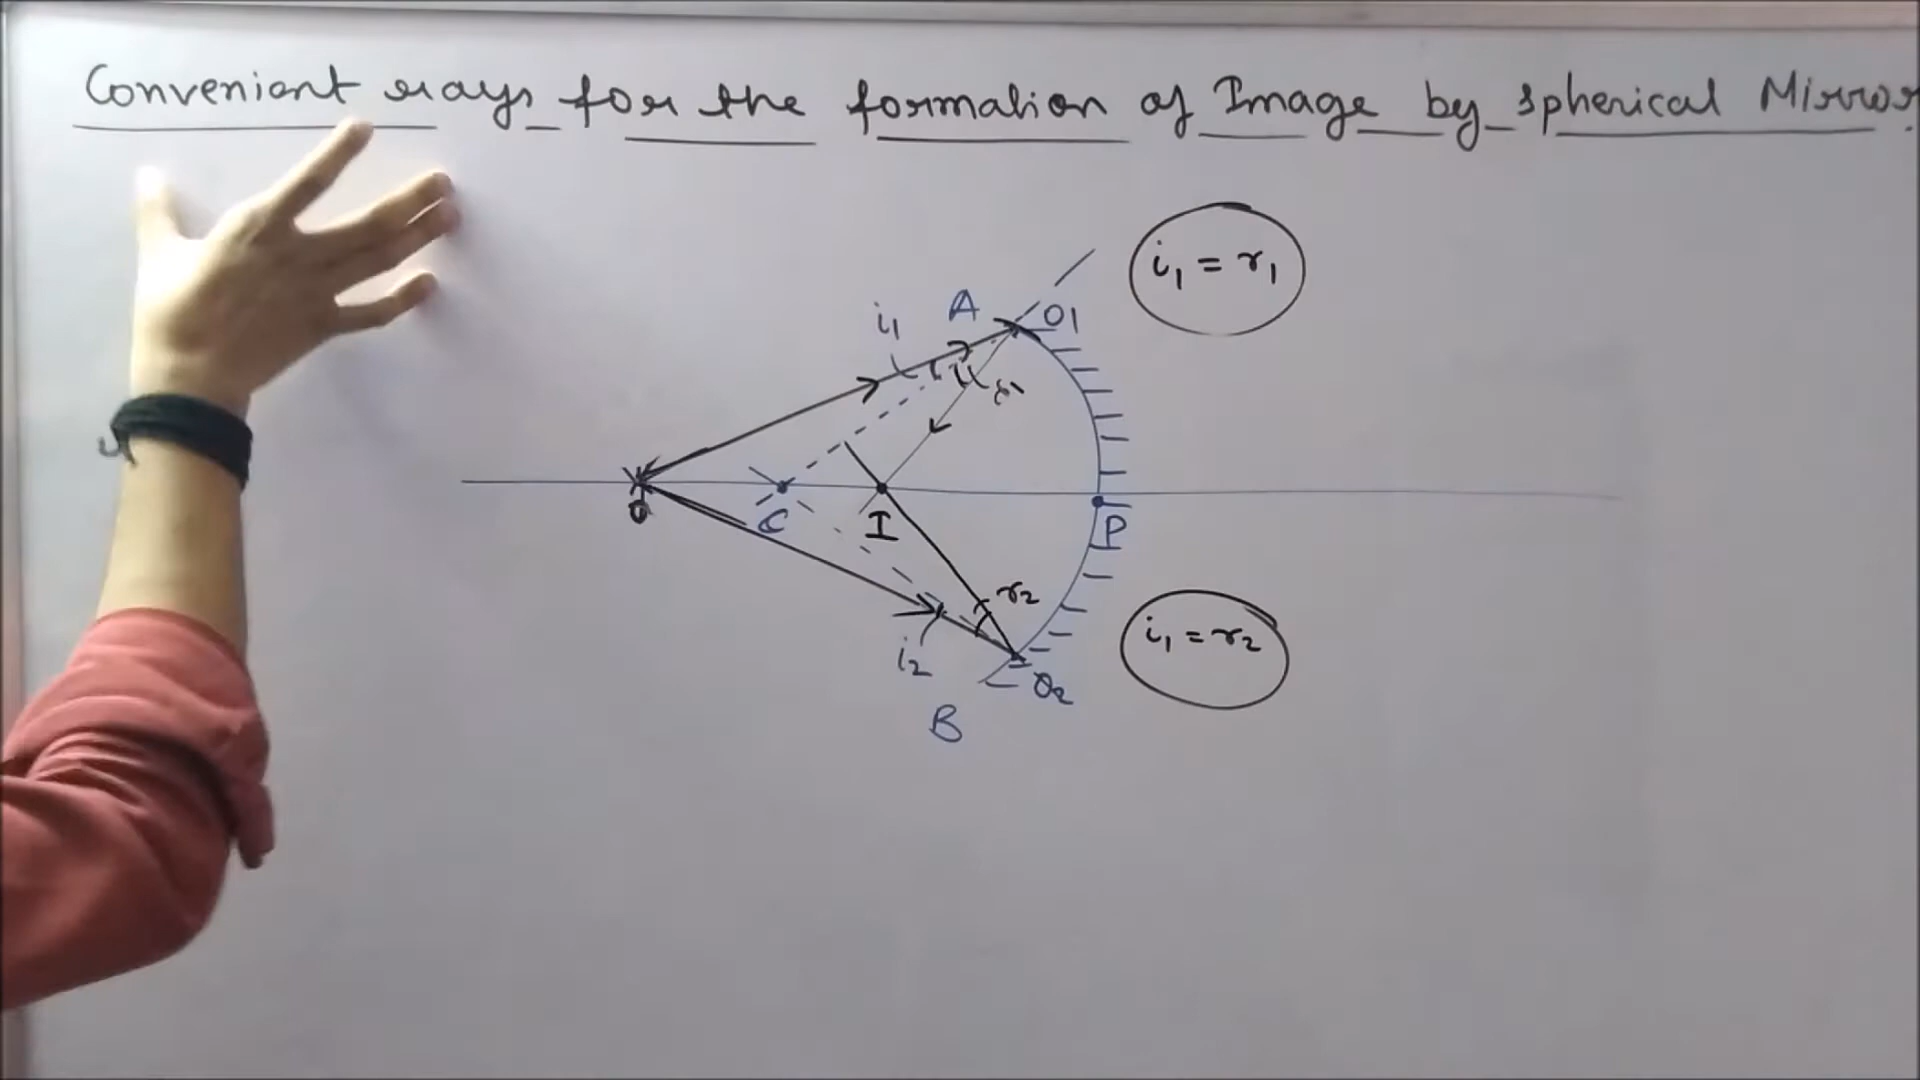 Convenient rays for the formation of Image by Spherical Mirror
i1 = r1
i1 A O1
r1
O C I P
r2
i1 = r2
i2
O2
B